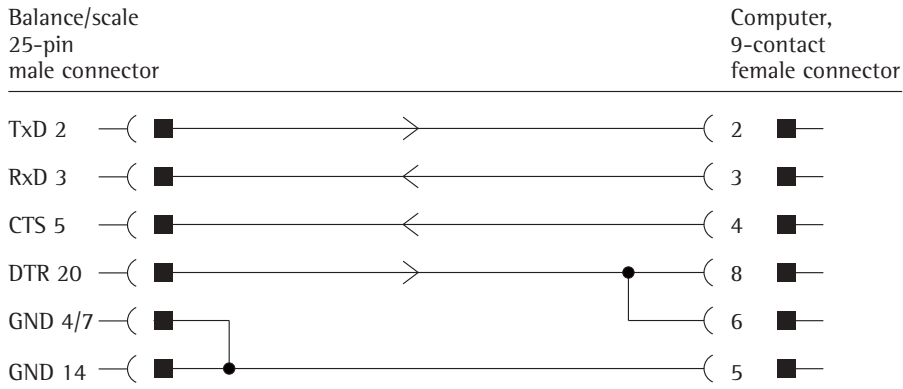 Balance/scale
25-pin
male connector
Computer,
9-contact
female connector
TxD 2
2
RxD 3
3
CTS 5
4
DTR 20
8
GND 4/7
6
GND 14
5